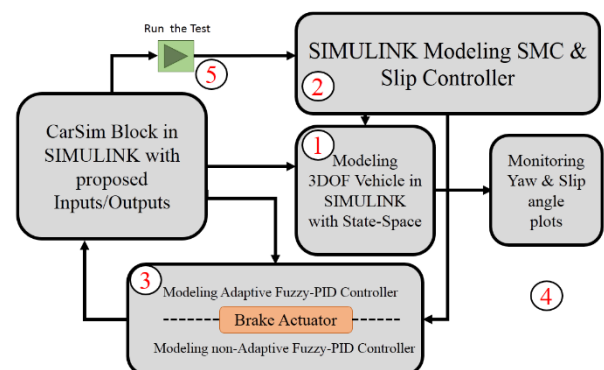 Run the Test
5
SIMULINK Modeling SMC &
Slip Controller
2
CarSim Block in
SIMULINK with
proposed
Inputs/Outputs
1
Modeling
3DOF Vehicle in
SIMULINK
with State-Space
Monitoring
Yaw & Slip
angle
plots
3
Modeling Adaptive Fuzzy-PID Controller
Brake Actuator
Modeling non-Adaptive Fuzzy-PID Controller
4